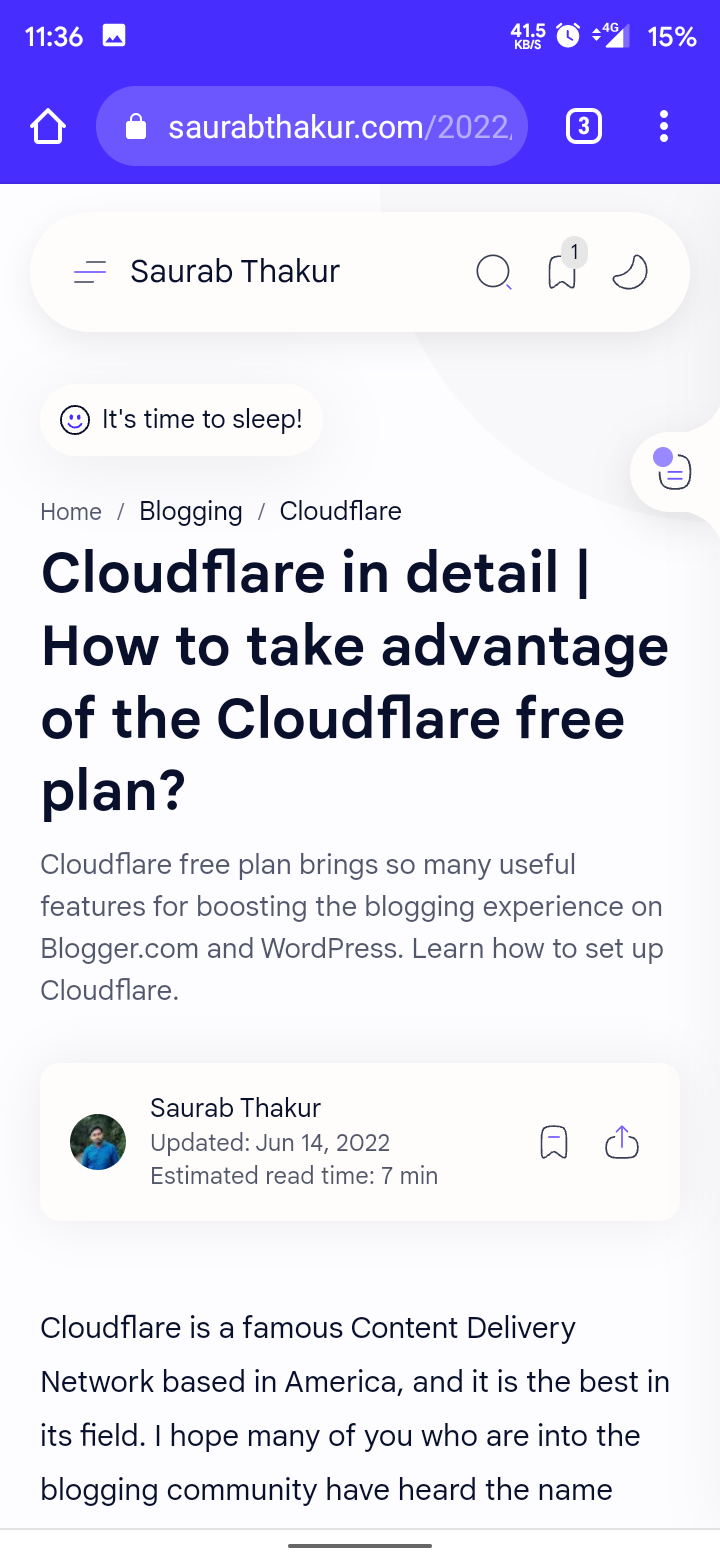 11:36 41.5 KB/S 4G 15%
saurabthakur.com/2022/ 3
Saurab Thakur 1
It's time to sleep!
Home / Blogging / Cloudflare
Cloudflare in detail |
How to take advantage
of the Cloudflare free
plan?
Cloudflare free plan brings so many useful
features for boosting the blogging experience on
Blogger.com and WordPress. Learn how to set up
Cloudflare.
Saurab Thakur
Updated: Jun 14, 2022
Estimated read time: 7 min
Cloudflare is a famous Content Delivery
Network based in America, and it is the best in
its field. I hope many of you who are into the
blogging community have heard the name